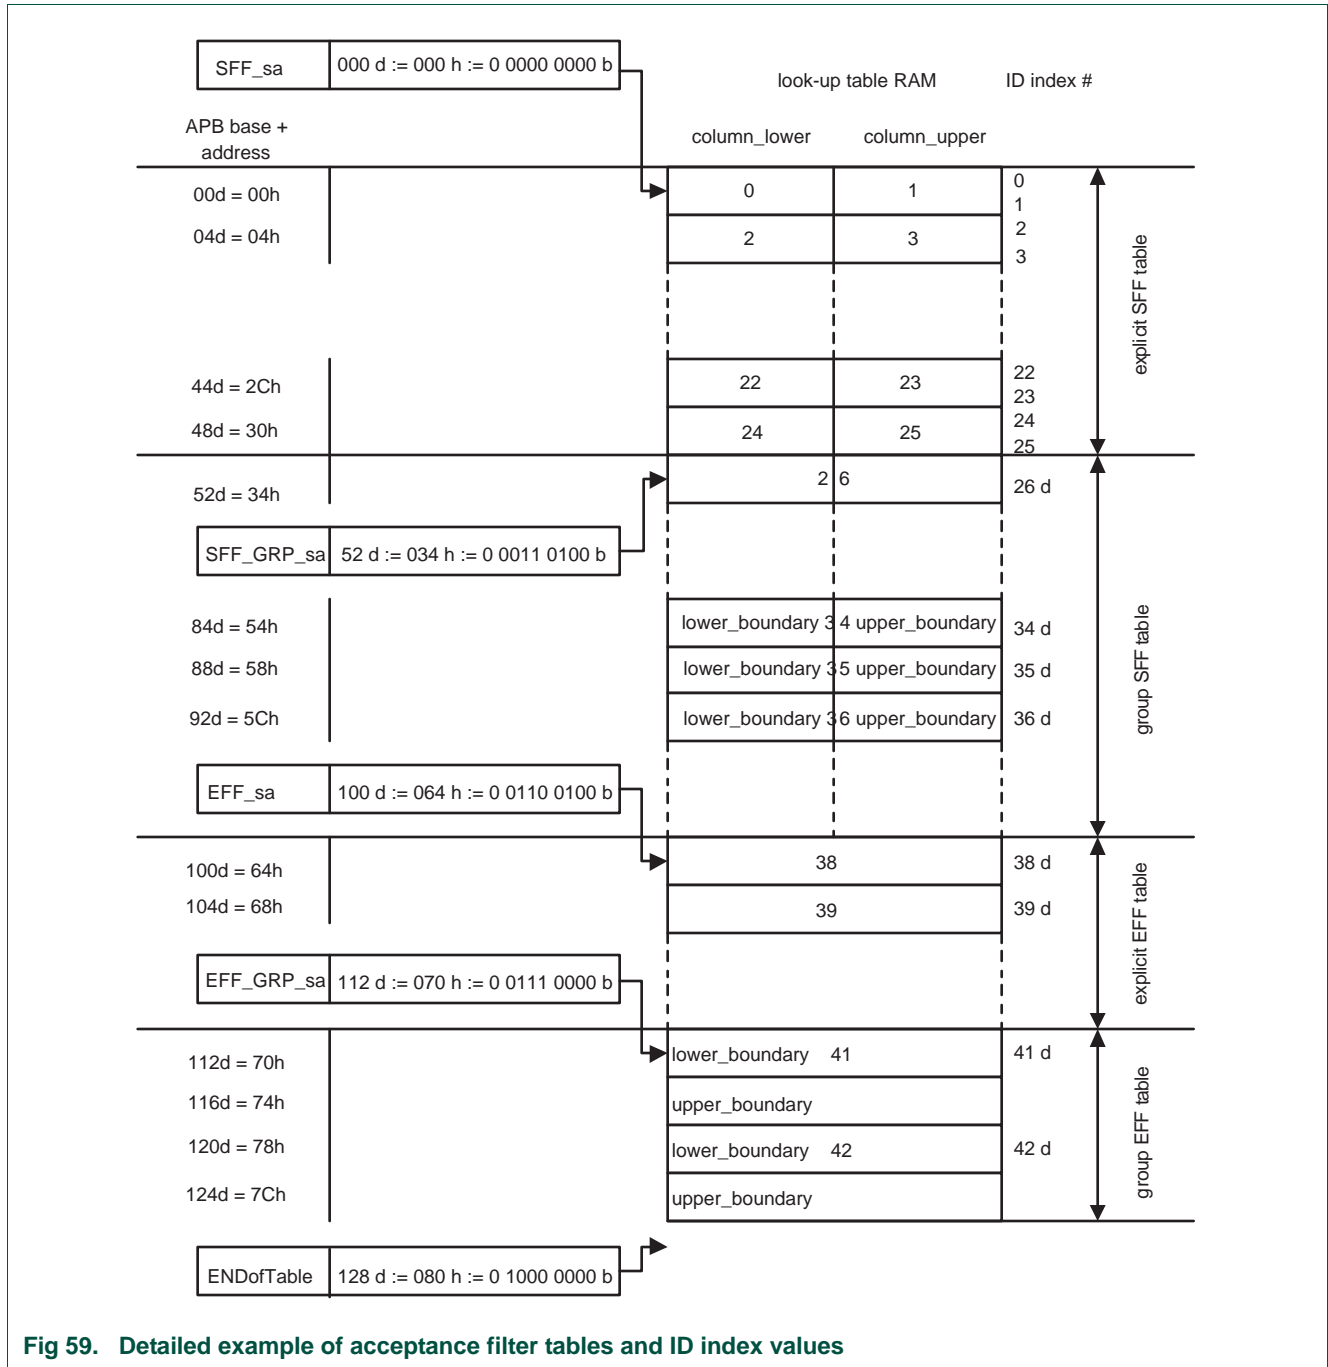 SFF_sa 000 d := 000 h := 0 0000 0000 b
look-up table RAM ID index #
APB base +
address
column_lower column_upper
00d = 00h 0 1 0
1
04d = 04h 2 3 2
3
explicit SFF table
44d = 2Ch 22 23 22
23
48d = 30h 24 25 24
25
52d = 34h 2 6 26 d
SFF_GRP_sa 52 d := 034 h := 0 0011 0100 b
84d = 54h lower_boundary 3 4 upper_boundary 34 d
88d = 58h lower_boundary 3 5 upper_boundary 35 d
92d = 5Ch lower_boundary 3 6 upper_boundary 36 d
group SFF table
EFF_sa 100 d := 064 h := 0 0110 0100 b
100d = 64h 38 38 d
104d = 68h 39 39 d
explicit EFF table
EFF_GRP_sa 112 d := 070 h := 0 0111 0000 b
112d = 70h lower_boundary 41 41 d
116d = 74h upper_boundary
120d = 78h lower_boundary 42 42 d
124d = 7Ch upper_boundary
group EFF table
ENDofTable 128 d := 080 h := 0 1000 0000 b
Fig 59. Detailed example of acceptance filter tables and ID index values